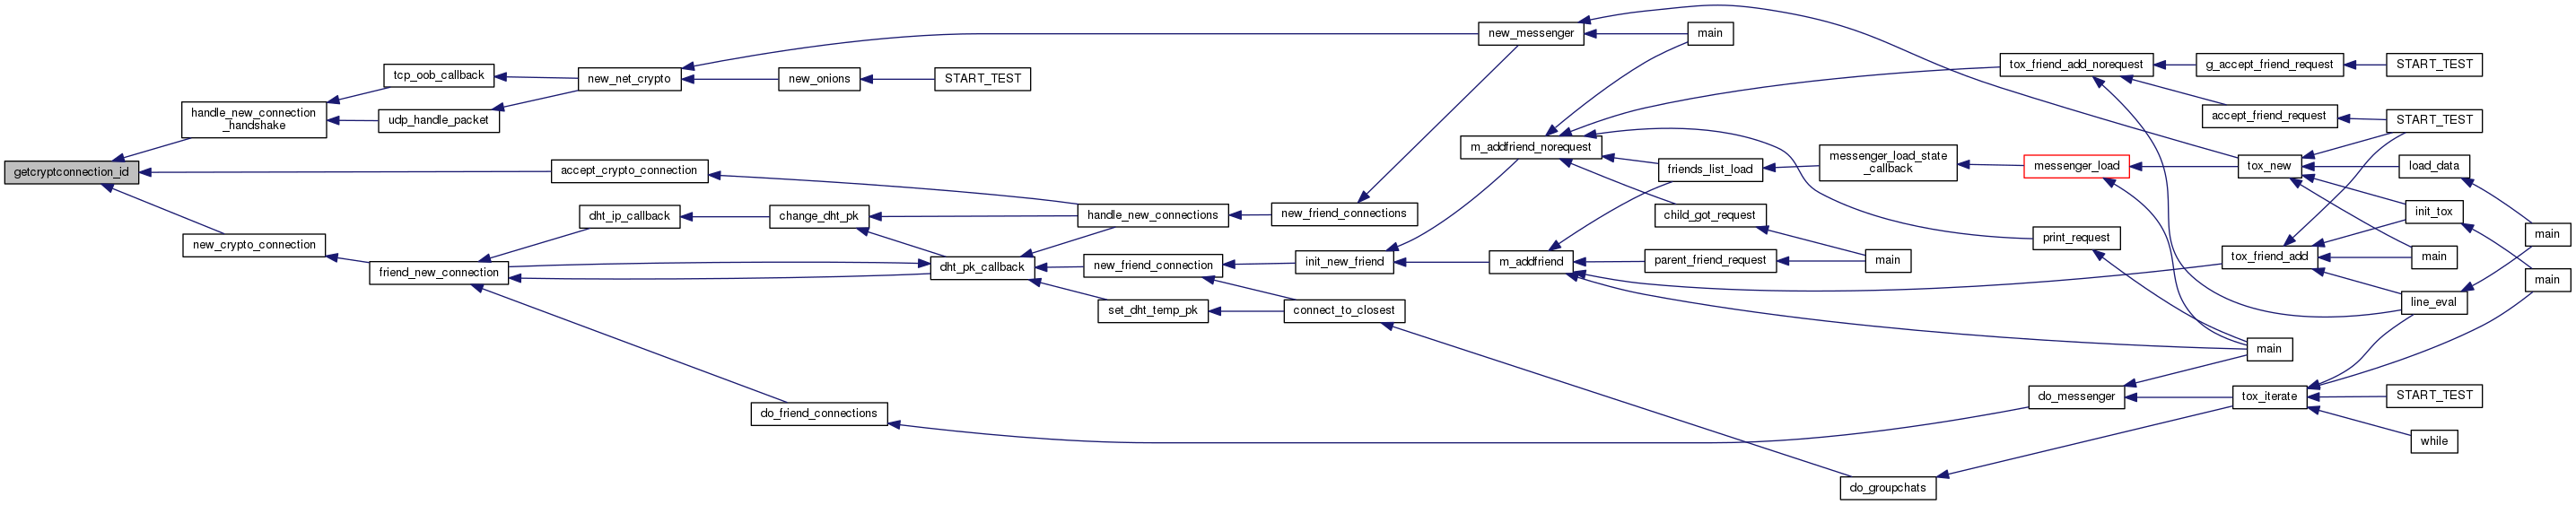 getcryptconnection_id
handle_new_connection
_handshake
tcp_oob_callback
udp_handle_packet
new_net_crypto
new_onions
START_TEST
accept_crypto_connection
new_crypto_connection
friend_new_connection
dht_ip_callback
change_dht_pk
dht_pk_callback
do_friend_connections
handle_new_connections
new_friend_connection
set_dht_temp_pk
new_friend_connections
init_new_friend
connect_to_closest
new_messenger
main
m_addfriend_norequest
m_addfriend
friends_list_load
child_got_request
parent_friend_request
messenger_load_state
_callback
main
do_groupchats
tox_friend_add_norequest
messenger_load
print_request
do_messenger
g_accept_friend_request
accept_friend_request
tox_new
tox_friend_add
main
tox_iterate
START_TEST
START_TEST
load_data
init_tox
main
line_eval
START_TEST
while
main
main